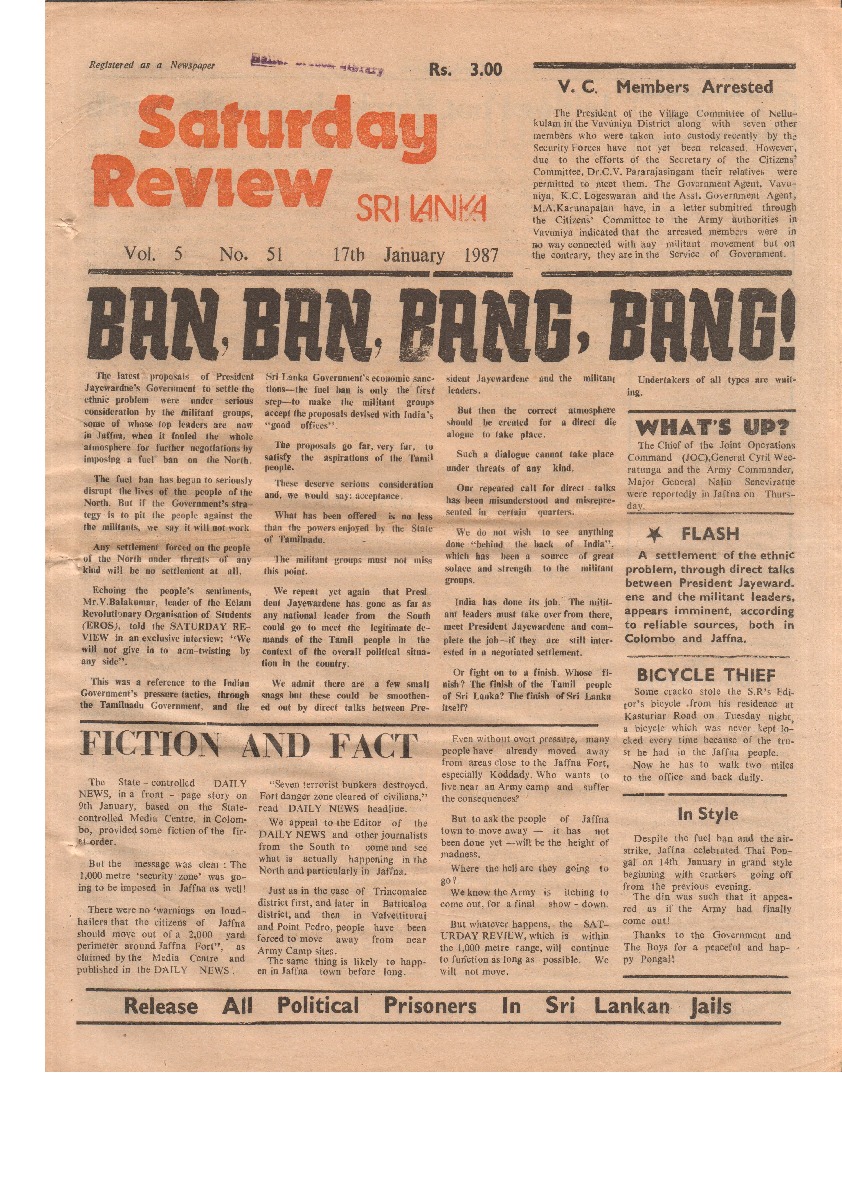 Registered as a Newspaper
Rs. 3.00
Saturday
Review
SRI LANKA
Vol. 5 No. 51 17th January 1987
V. C. Members Arrested
The President of the Village Committee of Nellu-
kulam in the Vavuniya District along with seven other
members who were taken into custody recently by the
Security Forces have not yet been released. However,
due to the efforts of the Secretary of the Citizens'
Committee, Dr.C.V. Pararajasingam their relatives were
permitted to meet them. The Government Agent, Vavu-
niya, K.C. Logeswaran and the Asst. Government Agent,
M.A.Karunapalan have, in a letter submitted through
the Citizens' Committee to the Army authorities in
Vavuniya indicated that the arrested members were in
no way connected with any militant movement but on
the contrary, they are in the Service of Government.
BAN, BAN, BANG, BANG!
The latest proposals of President
Jayewardne's Government to settle the
ethnic problem were under serious
consideration by the militant groups,
some of whose top leaders are now
in Jaffna, when it fouled the whole
atmosphere for further negotiations by
imposing a fuel ban on the North.
The fuel ban has begun to seriously
disrupt the lives of the people of the
North. But if the Government's stra-
tegy is to pit the people against the
the militants, we say it will not work
Any settlement forced on the people
of the North under threats of any
kind will be no settlement at all.
Echoing the people's sentiments,
Mr.V.Balakumar, leader of the Eelam
Revolutionary Organisation of Students
(EROS), told the SATURDAY RE-
VIEW in an exclusive interview: "We
will not give in to arm-twisting by
any side".
This was a reference to the Indian
Government's pressure tactics, through
the Tamilnadu Government, and the
Sri Lanka Government's economic sanc-
tions—the fuel ban is only the first
step—to make the militant groups
accept the proposals devised with India's
"good offices".
The proposals go far, very far, to
satisfy the aspirations of the Tamil
people.
These deserve serious consideration
and, we would say: acceptance.
What has been offered is no less
than the powers enjoyed by the State
of Tamilnadu.
The militant groups must not miss
this point.
We repeat yet again that Presi
dent Jayewardene has gone as far as
any national leader from the South
could go to meet the legitimate de-
mands of the Tamil people in the
context of the overall political situa-
tion in the country.
We admit there are a few small
snags but these could be smoothen-
ed out by direct talks between Pre-
sident Jayewardene and the militant
leaders.
But then the correct atmosphere
should be created for a direct die
alogue to take place.
Such a dialogue cannot take place
under threats of any kind.
Our repeated call for direct talks
has been misunderstood and misrepre-
sented in certain quarters.
We do not wish to see anything
done "behind the back of India".
which has been a source of great
solace and strength to the militant
groups.
India has done its job. The milit-
ant leaders must take over from there,
meet President Jayewardene and com-
plete the job—if they are still inter-
ested in a negotiated settlement.
Or fight on to a finish. Whose fi-
nish? The finish of the Tamil people
of Sri Lanka? The finish of Sri Lanka
itself?
Undertakers of all types are wait-
ing.
WHAT'S UP?
The Chief of the Joint Operations
Command (JOC),General Cyril Wee-
ratunga and the Army Commander,
Major General Nalin Seneviratne
were reportedly in Jaffna on Thurs-
day.
★ FLASH
A settlement of the ethnic
problem, through direct talks
between President Jayeward.
ene and the militant leaders,
appears imminent, according
to reliable sources, both in
Colombo and Jaffna.
BICYCLE THIEF
Some cracko stole the S.R's Edi-
tor's bicycle .from his residence at
Kasturiar Road on Tuesday night,
a bicycle which was never kept lo-
cked every time because of the tru-
st he had in the Jaffna people.
Now he has to walk two miles
to the office and back daily.
In Style
Despite the fuel ban and the air-
strike, Jaffna celebrated Thai Pon-
gal on 14th January in grand style
beginning with crackers going off
from the previous evening.
The din was such that it appea-
red as if the Army had finally
come out!
Thanks to the Government and
The Boys for a peaceful and hap-
py Pongal!
FICTION AND FACT
The State - controlled DAILY
NEWS, in a front - page story on
9th January, based on the State-
controlled Media Centre, in Colom-
bo, provided some fiction of the fir-
st order.
But the message was clear : The
1,000 metre 'security zone' was go-
ing to be imposed in Jaffna as well!
There were no 'warnings on loud-
hailers that the citizens of Jaffna
should move out of a 2,000 yard
perimeter around Jaffna Fort", as
claimed by the Media Centre and
published in the DAILY NEWS.
"Seven terrorist bunkers destroyed.
Fort danger zone cleared of civilians,"
read DAILY NEWS headline.
We appeal to the Editor of the
DAILY NEWS and other journalists
from the South to come and see
what is actually happening in the
North and particularly in Jaffna.
Just as in the case of Trincomalee
district first, and later in Batticaloa
district, and then in Valvettiturai
and Point Pedro, people have been
forced to move away from near
Army Camp sites.
The same thing is likely to happ-
en in Jaffna town before long.
Even without overt pressure, many
people have already moved away
from areas close to the Jaffna Fort,
especially Koddady. Who wants to
live near an Army camp and suffer
the consequences?
But to ask the people of Jaffna
town to move away — it has not
been done yet —will be the height of
madness.
Where the hell are they going to
go?
We know the Army is itching to
come out, for a final show - down.
But whatever happens, the SAT-
URDAY REVIEW, which is within
the 1,000 metre range, will continue
to function as long as possible. We
will not move.
Release All Political Prisoners In Sri Lankan Jails